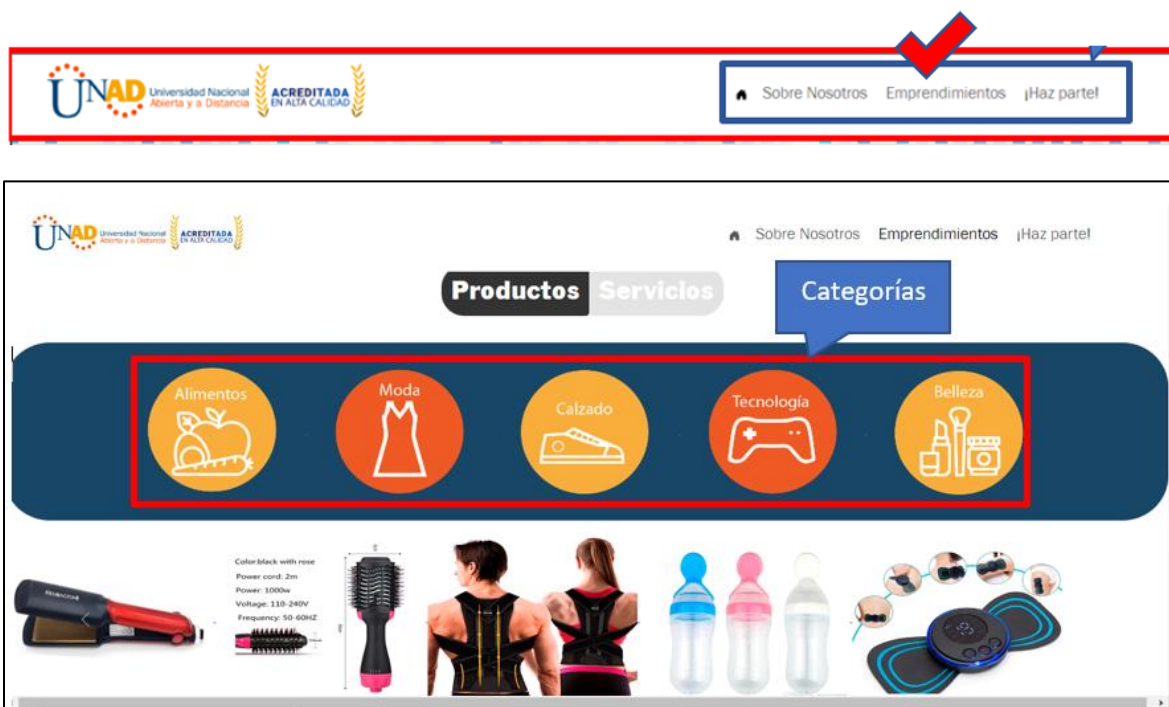 UNAD Universidad Nacional
Abierta y a Distancia
ACREDITADA
EN ALTA CALIDAD
Sobre Nosotros Emprendimientos ¡Haz parte!
UNAD Universidad Nacional
Abierta y a Distancia
ACREDITADA
EN ALTA CALIDAD
Sobre Nosotros Emprendimientos ¡Haz parte!
Productos Servicios
Categorías
Alimentos
Moda
Calzado
Tecnología
Belleza
Color:black with rose
Power cord: 2m
Power: 1000w
Voltage: 110-240V
Frequency: 50-60HZ